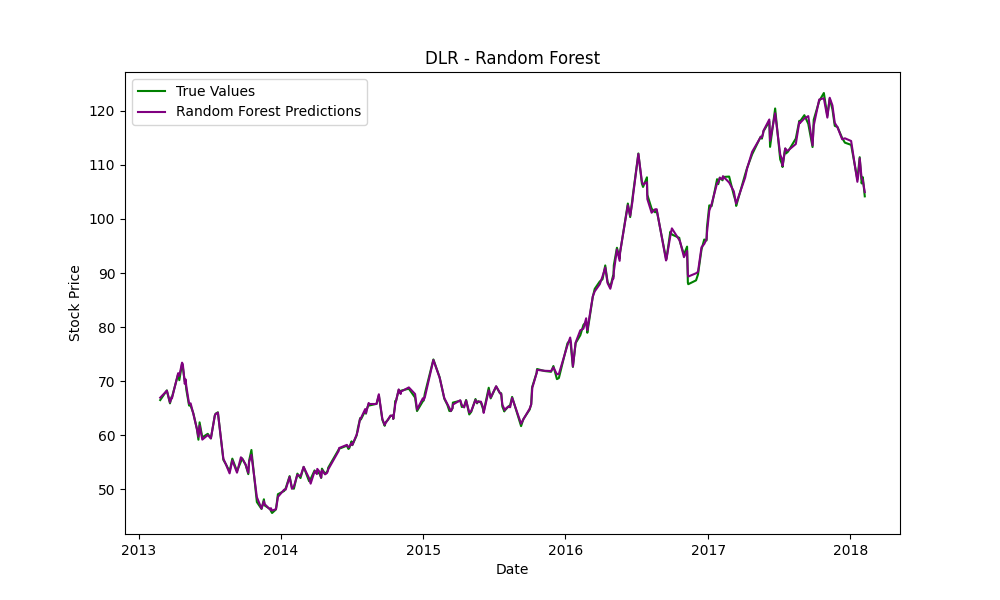 DLR - Random Forest
True Values
Random Forest Predictions
Stock Price
120
110
100
90
80
70
60
50
2013
2014
2015
2016
2017
2018
Date